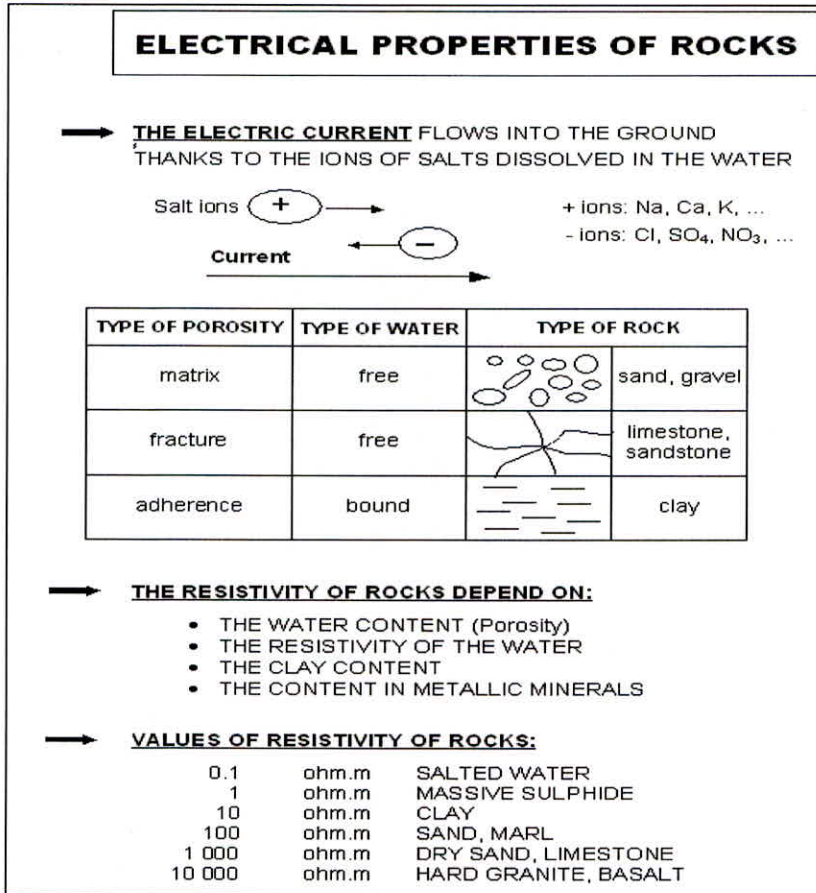 ELECTRICAL PROPERTIES OF ROCKS
THE ELECTRIC CURRENT FLOWS INTO THE GROUND
THANKS TO THE IONS OF SALTS DISSOLVED IN THE WATER
Salt ions + + ions: Na, Ca, K, ...
− - ions: Cl, SO₄, NO₃, ...
Current
TYPE OF POROSITY TYPE OF WATER TYPE OF ROCK
matrix free sand, gravel
fracture free limestone,
sandstone
adherence bound clay
THE RESISTIVITY OF ROCKS DEPEND ON:
• THE WATER CONTENT (Porosity)
• THE RESISTIVITY OF THE WATER
• THE CLAY CONTENT
• THE CONTENT IN METALLIC MINERALS
VALUES OF RESISTIVITY OF ROCKS:
0.1 ohm.m SALTED WATER
1 ohm.m MASSIVE SULPHIDE
10 ohm.m CLAY
100 ohm.m SAND, MARL
1 000 ohm.m DRY SAND, LIMESTONE
10 000 ohm.m HARD GRANITE, BASALT